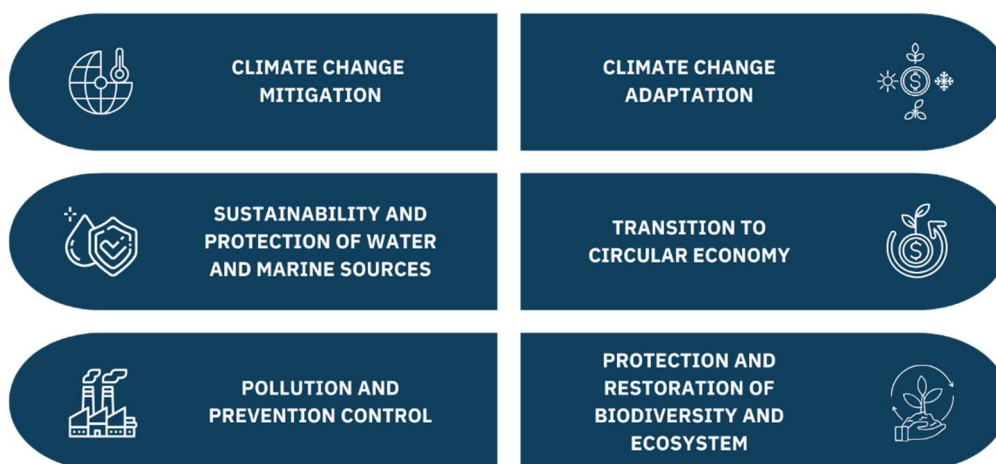 CLIMATE CHANGE
MITIGATION
CLIMATE CHANGE
ADAPTATION
SUSTAINABILITY AND
PROTECTION OF WATER
AND MARINE SOURCES
TRANSITION TO
CIRCULAR ECONOMY
POLLUTION AND
PREVENTION CONTROL
PROTECTION AND
RESTORATION OF
BIODIVERSITY AND
ECOSYSTEM